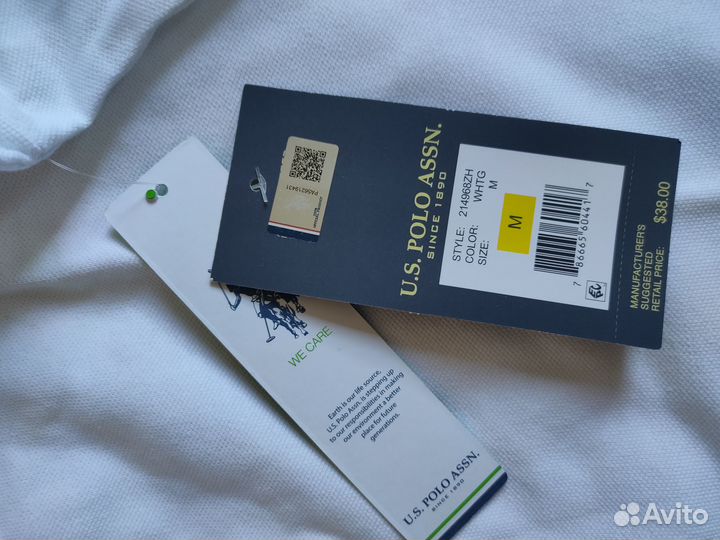 PAS6219431
U.S. POLO ASSN.
SINCE 1890
STYLE: 214968ZH
COLOR: WHTG
SIZE: M
M
7 86665 60441 7
MANUFACTURER'S
SUGGESTED
RETAIL PRICE: $38.00
WE CARE
Earth is our life source,
U.S. Polo Assn. is stepping up
to our responsibilities in making
our environment a better
place for future
generations.
U.S. POLO ASSN.
SINCE 1890
Avito